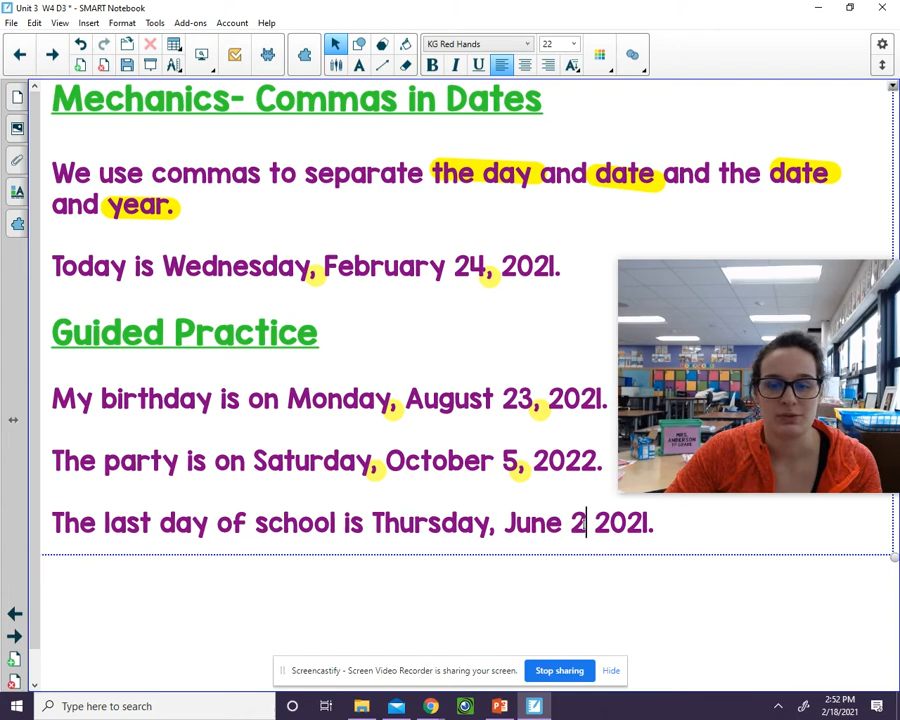 Unit 3 W4 D3 * - SMART Notebook
File Edit View Insert Format Tools Add-ons Account Help
KG Red Hands 22
Mechanics- Commas in Dates
We use commas to separate the day and date and the date
and year.
Today is Wednesday, February 24, 2021.
Guided Practice
My birthday is on Monday, August 23, 2021.
The party is on Saturday, October 5, 2022.
The last day of school is Thursday, June 2 2021.
MRS.
ANDERSON
1ST GRADE
Screencastify - Screen Video Recorder is sharing your screen. Stop sharing Hide
Type here to search
2:52 PM
2/18/2021